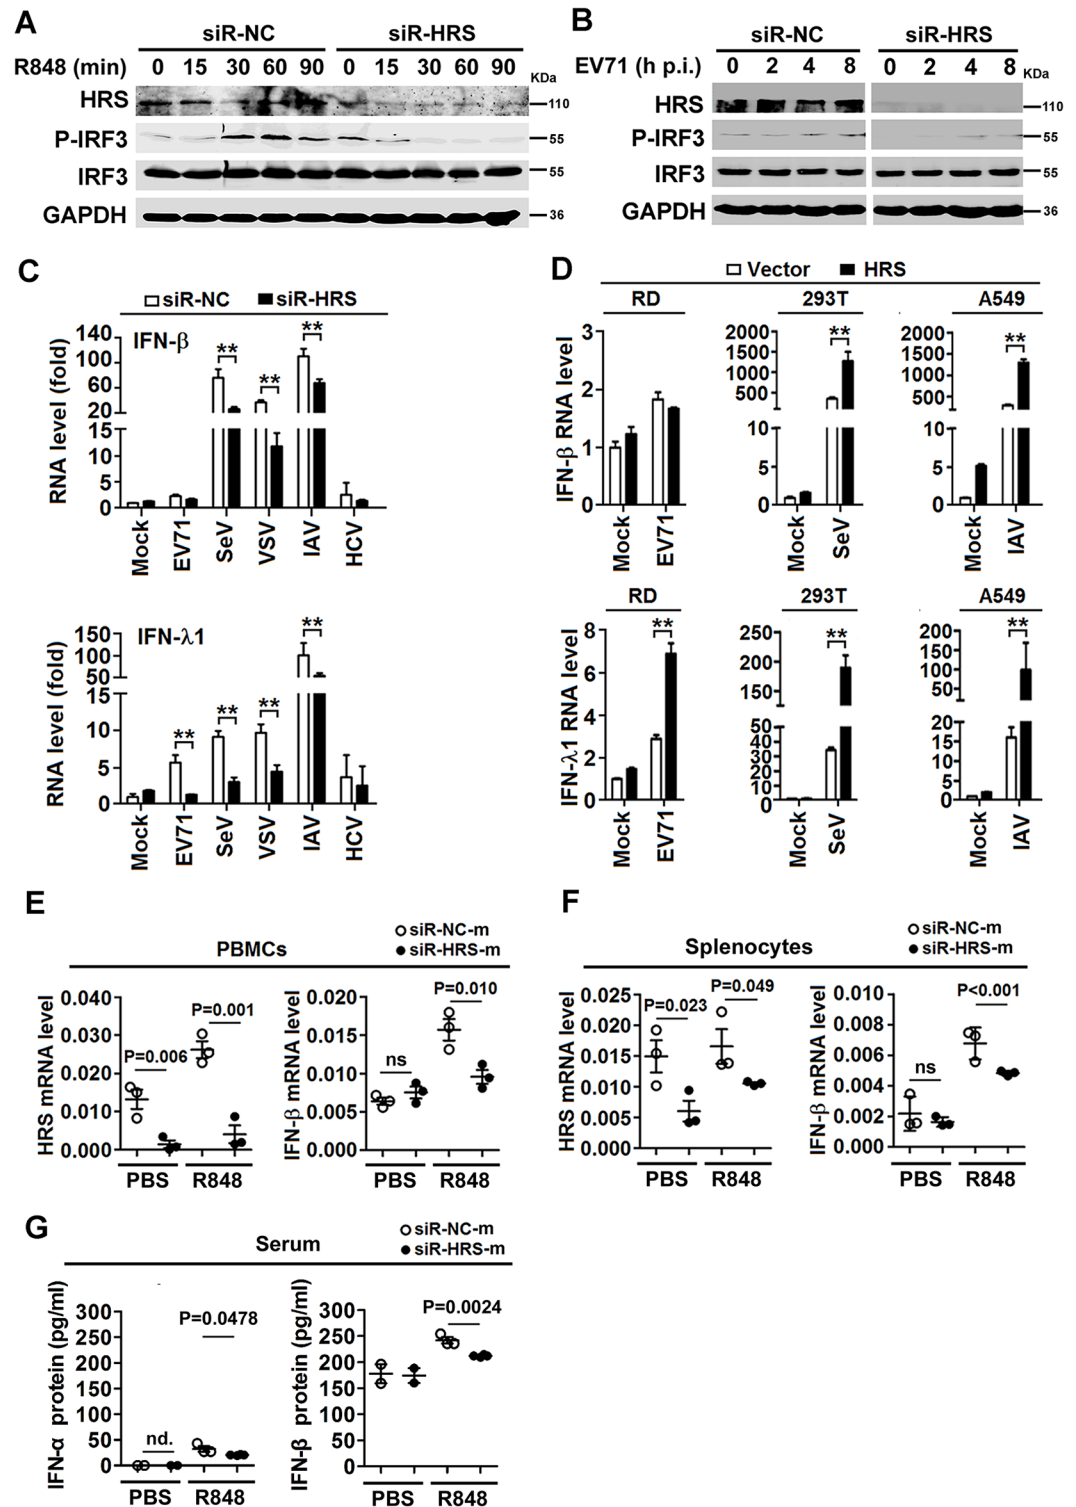 A
siR-NC siR-HRS
R848 (min) 0 15 30 60 90 0 15 30 60 90 KDa
HRS 110
P-IRF3 55
IRF3 55
GAPDH 36
B
siR-NC siR-HRS
EV71 (h p.i.) 0 2 4 8 0 2 4 8 KDa
HRS 110
P-IRF3 55
IRF3 55
GAPDH 36
C
siR-NC siR-HRS
IFN-β
RNA level (fold)
140
100
60
20
15
10
5
0
** ** **
Mock EV71 SeV VSV IAV HCV
IFN-λ1
RNA level (fold)
150
100
50
15
10
5
0
** ** ** **
Mock EV71 SeV VSV IAV HCV
D
Vector HRS
RD 293T A549
IFN-β RNA level
3
2
1
0
Mock EV71
2000
1500
1000
500
10
5
0
**
Mock SeV
2000
1500
1000
500
10
5
0
**
Mock IAV
RD 293T A549
IFN-λ1 RNA level
8
6
4
2
0
**
Mock EV71
250
200
150
50
40
30
20
10
0
**
Mock SeV
200
150
100
50
20
15
10
5
0
**
Mock IAV
E
siR-NC-m
siR-HRS-m
PBMCs
HRS mRNA level
0.040
0.030
0.020
0.010
0.000
P=0.006
P=0.001
PBS R848
IFN-β mRNA level
0.020
0.015
0.010
0.005
0.000
ns
P=0.010
PBS R848
F
siR-NC-m
siR-HRS-m
Splenocytes
HRS mRNA level
0.025
0.020
0.015
0.010
0.005
0.000
P=0.023
P=0.049
PBS R848
IFN-β mRNA level
0.010
0.008
0.006
0.004
0.002
0.000
ns
P<0.001
PBS R848
G
siR-NC-m
siR-HRS-m
Serum
IFN-α protein (pg/ml)
300
250
200
150
100
50
0
nd.
P=0.0478
PBS R848
IFN-β protein (pg/ml)
300
250
200
150
100
50
0
P=0.0024
PBS R848